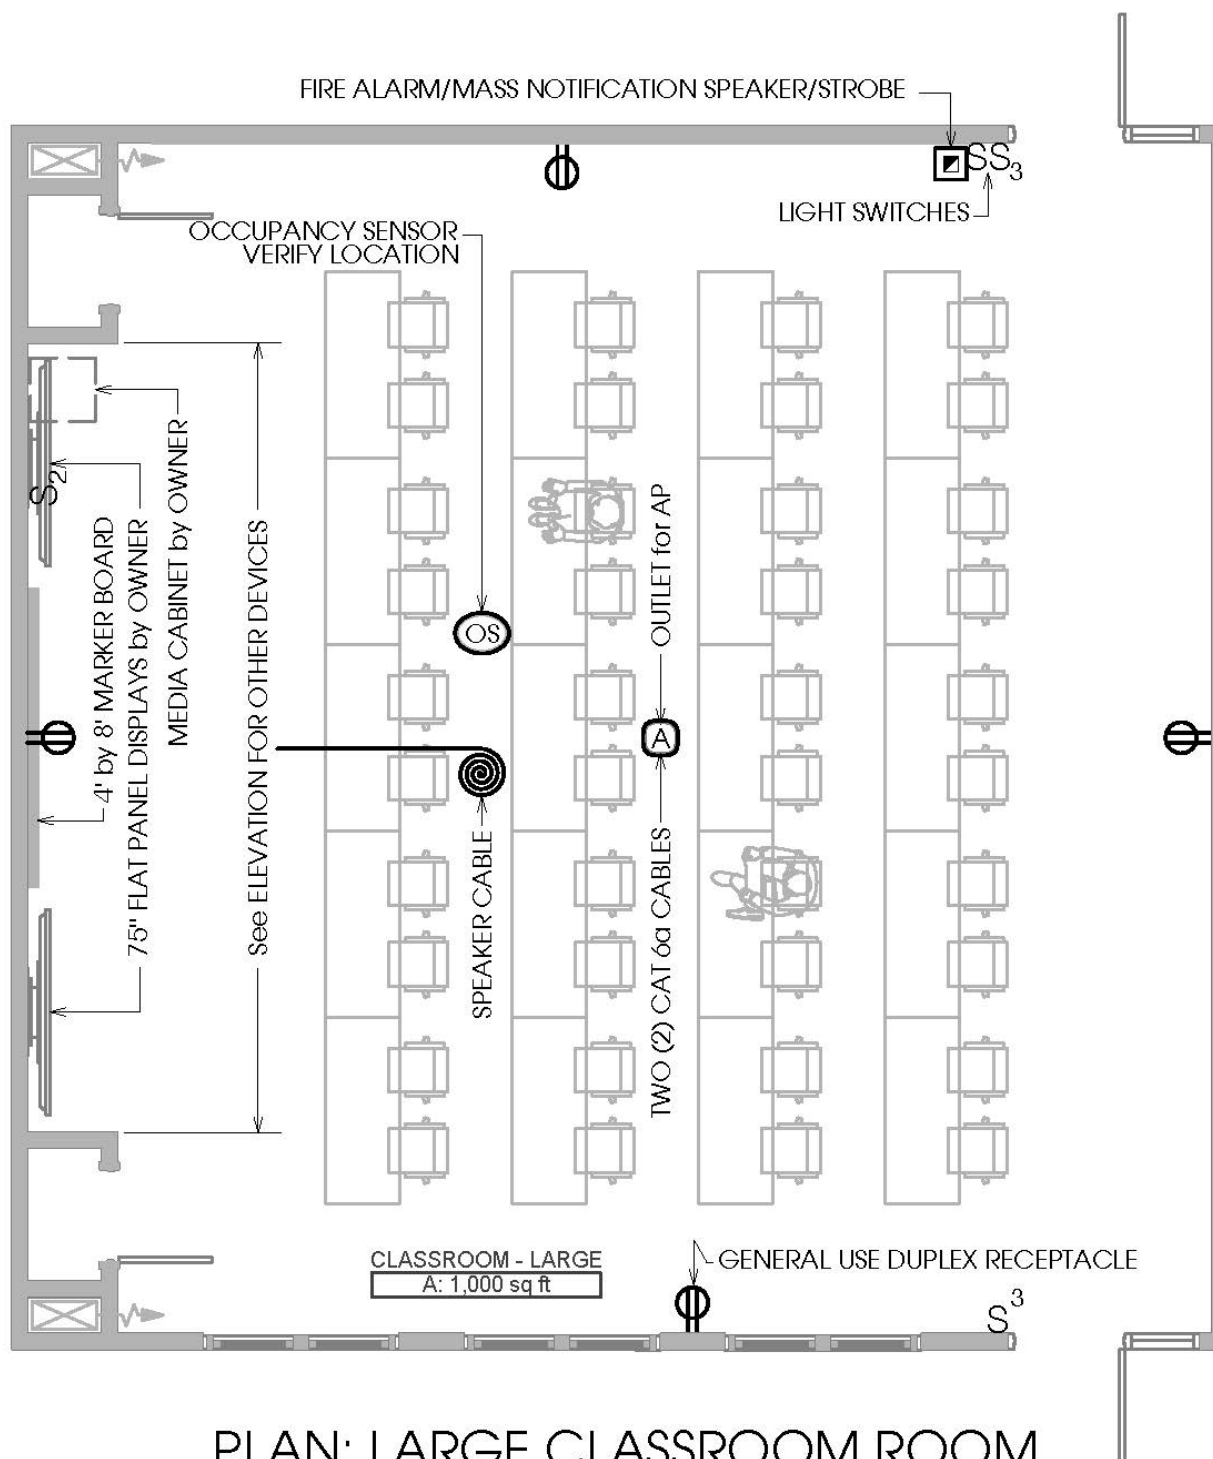 FIRE ALARM/MASS NOTIFICATION SPEAKER/STROBE
SS3
LIGHT SWITCHES
OCCUPANCY SENSOR
VERIFY LOCATION
S2
4' by 8' MARKER BOARD
75" FLAT PANEL DISPLAYS by OWNER
MEDIA CABINET by OWNER
See ELEVATION FOR OTHER DEVICES
OS
SPEAKER CABLE
OUTLET for AP
A
TWO (2) CAT 6a CABLES
CLASSROOM - LARGE
A: 1,000 sq ft
GENERAL USE DUPLEX RECEPTACLE
S3
PLAN: LARGE CLASSROOM ROOM